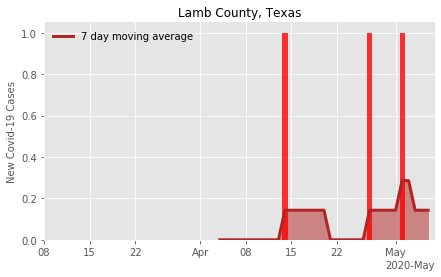 Lamb County, Texas
7 day moving average
New Covid-19 Cases
1.0
0.8
0.6
0.4
0.2
0.0
08 15 22 Apr 08 15 22 May
2020-May